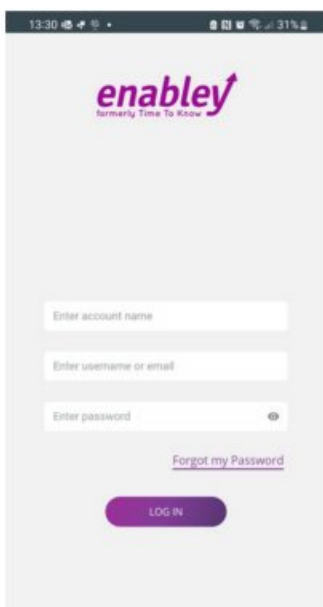 13:30
31%
enabley
formerly Time To Know
Enter account name
Enter username or email
Enter password
Forgot my Password
LOG IN